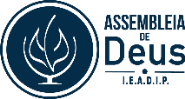 ASSEMBLEIA
DE
Deus
I.E.A.D.I.P.